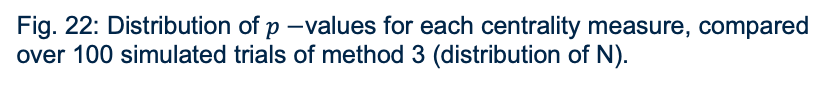 Fig. 22: Distribution of p –values for each centrality measure, compared
over 100 simulated trials of method 3 (distribution of N).